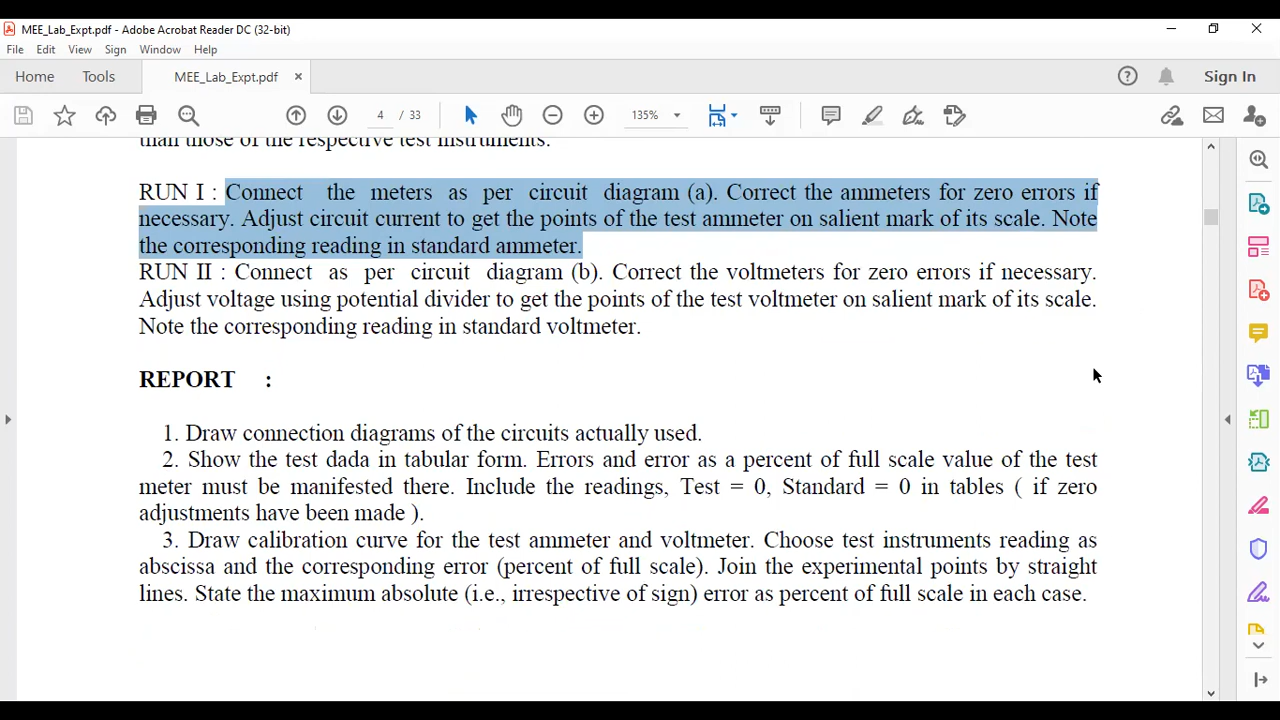 MEE_Lab_Expt.pdf - Adobe Acrobat Reader DC (32-bit)
File Edit View Sign Window Help
Home Tools MEE_Lab_Expt.pdf × Sign In
4 / 33 135%
than those of the respective test instruments.
RUN I : Connect the meters as per circuit diagram (a). Correct the ammeters for zero errors if
necessary. Adjust circuit current to get the points of the test ammeter on salient mark of its scale. Note
the corresponding reading in standard ammeter.
RUN II : Connect as per circuit diagram (b). Correct the voltmeters for zero errors if necessary.
Adjust voltage using potential divider to get the points of the test voltmeter on salient mark of its scale.
Note the corresponding reading in standard voltmeter.
REPORT :
1. Draw connection diagrams of the circuits actually used.
2. Show the test dada in tabular form. Errors and error as a percent of full scale value of the test
meter must be manifested there. Include the readings, Test = 0, Standard = 0 in tables ( if zero
adjustments have been made ).
3. Draw calibration curve for the test ammeter and voltmeter. Choose test instruments reading as
abscissa and the corresponding error (percent of full scale). Join the experimental points by straight
lines. State the maximum absolute (i.e., irrespective of sign) error as percent of full scale in each case.